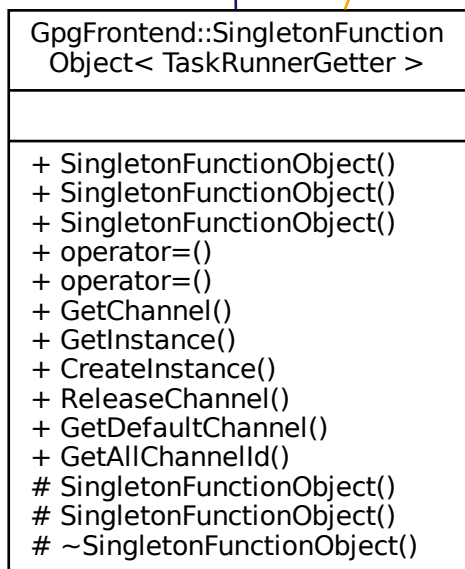 GpgFrontend::SingletonFunction
Object< TaskRunnerGetter >
+ SingletonFunctionObject()
+ SingletonFunctionObject()
+ SingletonFunctionObject()
+ operator=()
+ operator=()
+ GetChannel()
+ GetInstance()
+ CreateInstance()
+ ReleaseChannel()
+ GetDefaultChannel()
+ GetAllChannelId()
# SingletonFunctionObject()
# SingletonFunctionObject()
# ~SingletonFunctionObject()